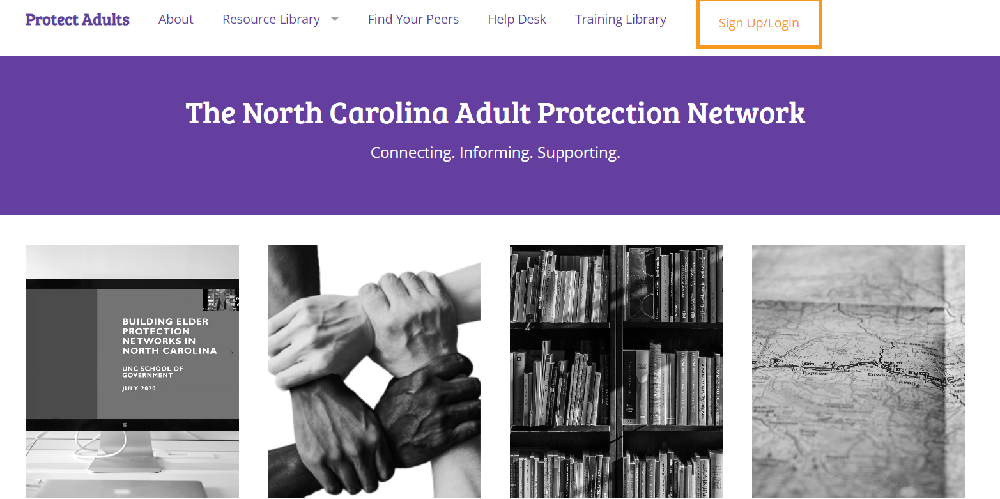 Protect Adults
About
Resource Library
Find Your Peers
Help Desk
Training Library
Sign Up/Login
The North Carolina Adult Protection Network
Connecting. Informing. Supporting.
BUILDING ELDER
PROTECTION
NETWORKS IN
NORTH CAROLINA
UNC SCHOOL OF
GOVERNMENT
JULY 2020
Gypsum
Eagle
Wolcott
Edwards
Avon
Vail